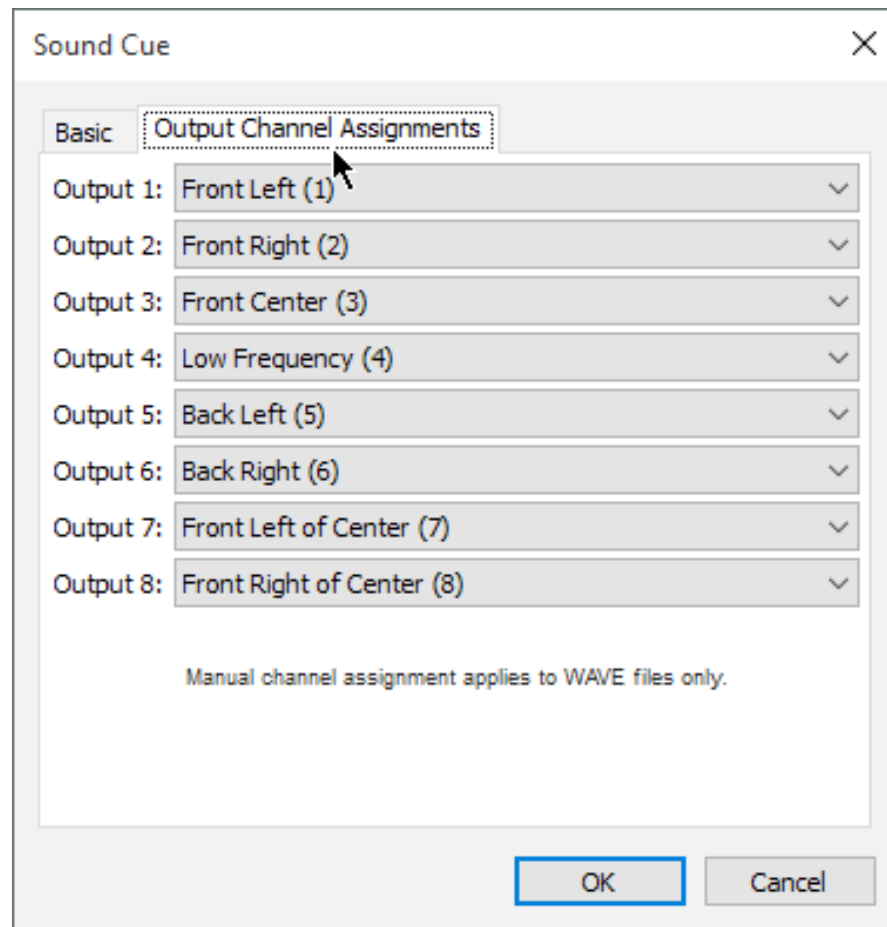 Sound Cue
Basic
Output Channel Assignments
Output 1: Front Left (1)
Output 2: Front Right (2)
Output 3: Front Center (3)
Output 4: Low Frequency (4)
Output 5: Back Left (5)
Output 6: Back Right (6)
Output 7: Front Left of Center (7)
Output 8: Front Right of Center (8)
Manual channel assignment applies to WAVE files only.
OK
Cancel